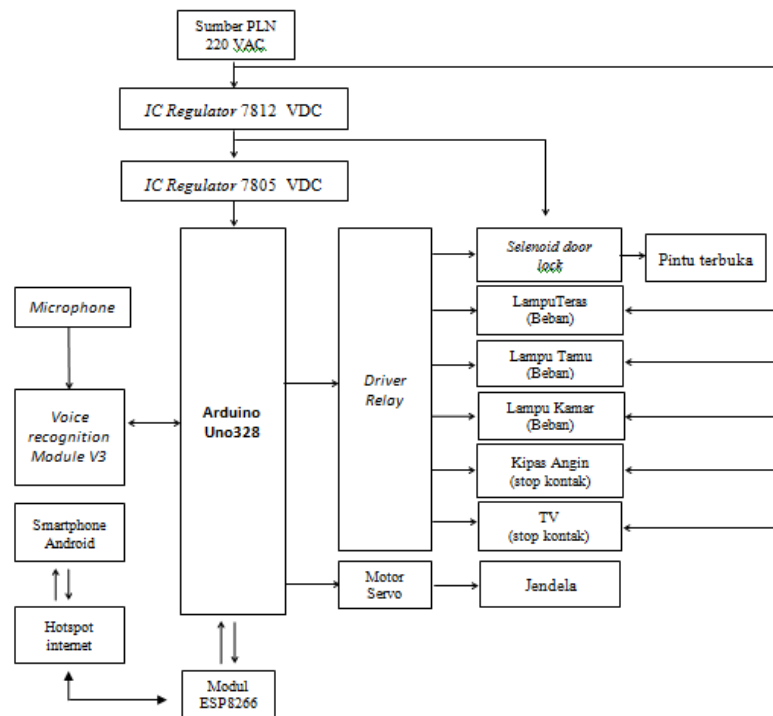 Sumber PLN
220 VAC
IC Regulator 7812 VDC
IC Regulator 7805 VDC
Microphone
Voice
recognition
Module V3
Smartphone
Android
Hotspot
internet
Arduino
Uno328
Modul
ESP8266
Driver
Relay
Motor
Servo
Selenoid door
lock
Pintu terbuka
LampuTeras
(Beban)
Lampu Tamu
(Beban)
Lampu Kamar
(Beban)
Kipas Angin
(stop kontak)
TV
(stop kontak)
Jendela